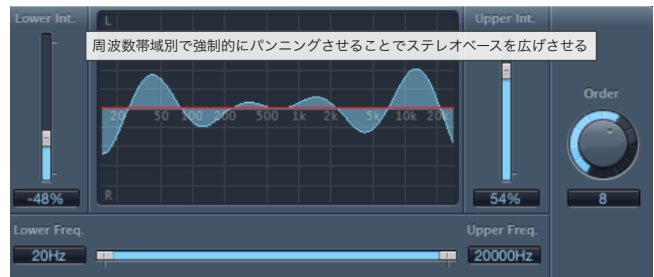 Lower Int.
L
Upper Int.
周波数帯域別で強制的にパンニングさせることでステレオベースを広げさせる
Order
20 50 100 200 500 1k 2k 5k 10k 20k
R
-48%
54%
8
Lower Freq.
Upper Freq.
20Hz
20000Hz